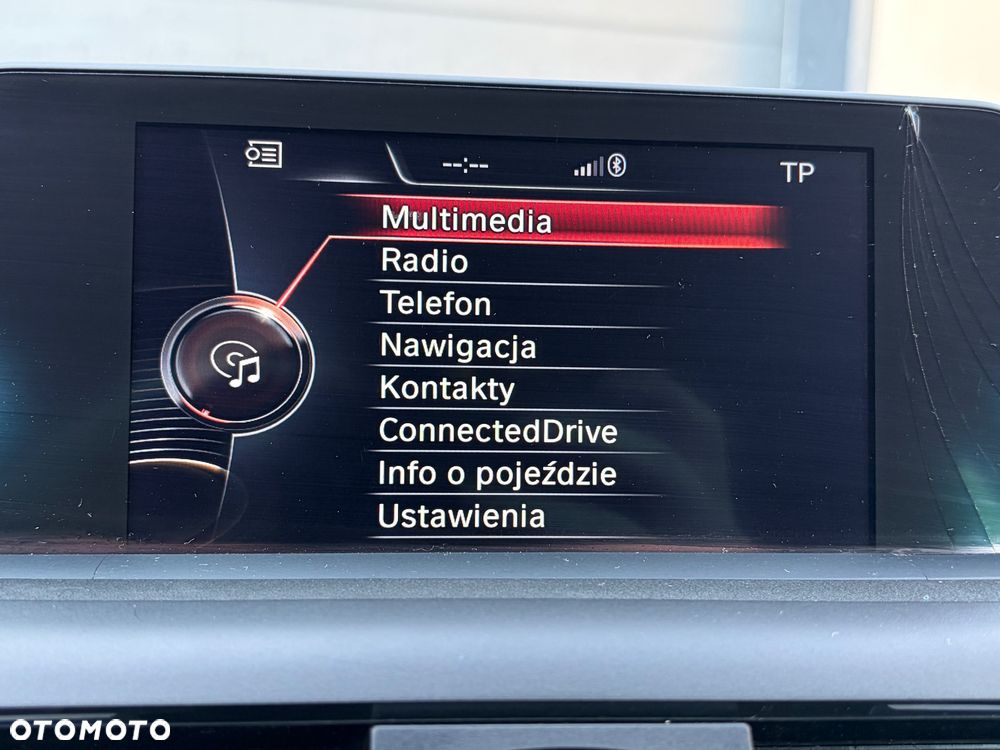 --:--
TP
Multimedia
Radio
Telefon
Nawigacja
Kontakty
ConnectedDrive
Info o pojeździe
Ustawienia
OTOMOTO